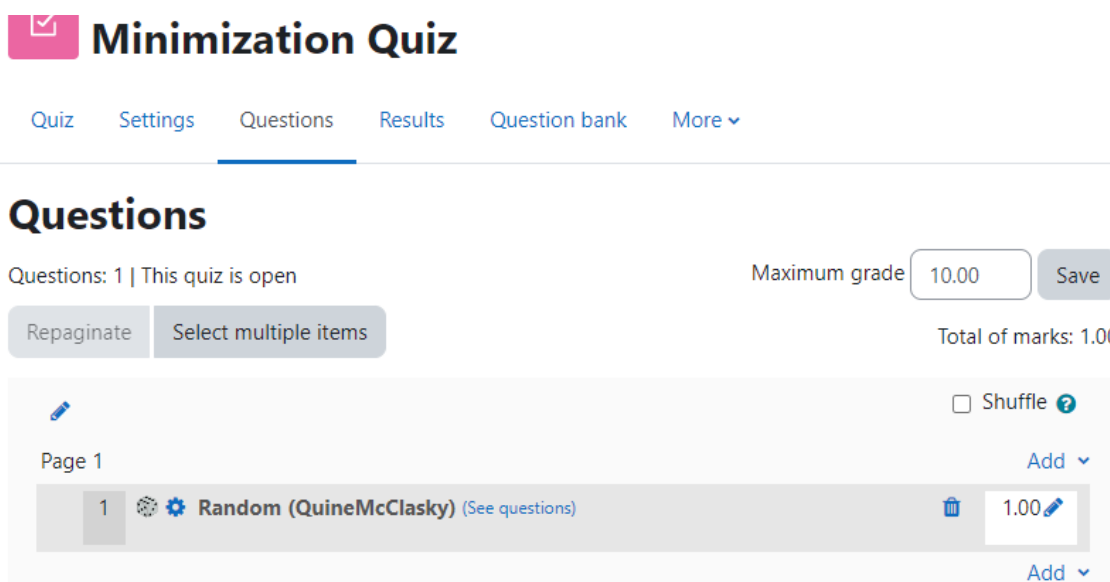 Minimization Quiz
Quiz Settings Questions Results Question bank More
Questions
Questions: 1 | This quiz is open
Maximum grade 10.00 Save
Repaginate Select multiple items
Total of marks: 1.00
Shuffle ?
Page 1
Add
1 Random (QuineMcClasky) (See questions) 1.00
Add